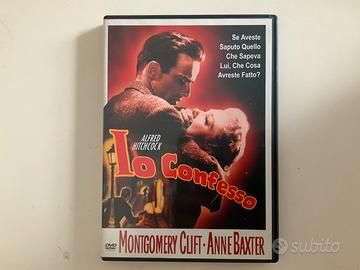 Se Aveste
Saputo Quello
Che Sapeva
Lui, Che Cosa
Avreste Fatto?
ALFRED
HITCHCOCK
Io Confesso
DVD
MONTGOMERY CLIFT · ANNE BAXTER
subito